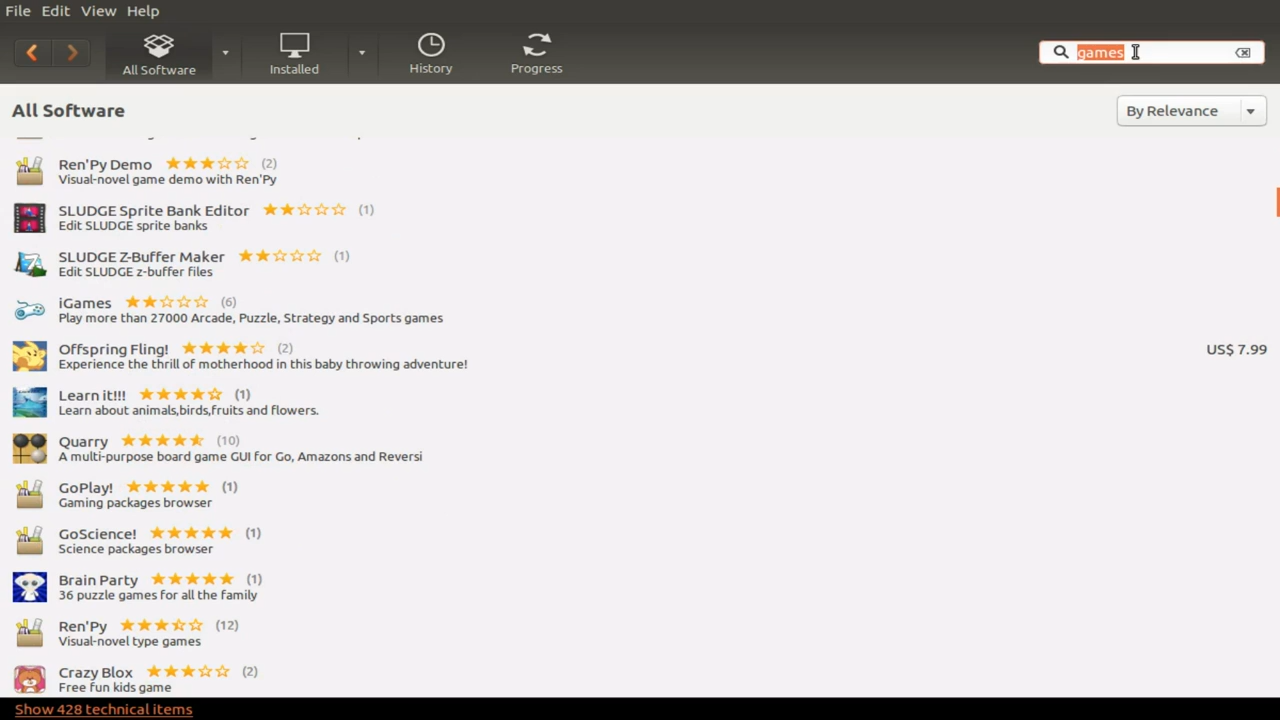 File Edit View Help
All Software
Installed
History
Progress
games
All Software
By Relevance
Ren'Py Demo (2)
Visual-novel game demo with Ren'Py
SLUDGE Sprite Bank Editor (1)
Edit SLUDGE sprite banks
SLUDGE Z-Buffer Maker (1)
Edit SLUDGE z-buffer files
iGames (6)
Play more than 27000 Arcade, Puzzle, Strategy and Sports games
Offspring Fling! (2) US$ 7.99
Experience the thrill of motherhood in this baby throwing adventure!
Learn it!!! (1)
Learn about animals,birds,fruits and flowers.
Quarry (10)
A multi-purpose board game GUI for Go, Amazons and Reversi
GoPlay! (1)
Gaming packages browser
GoScience! (1)
Science packages browser
Brain Party (1)
36 puzzle games for all the family
Ren'Py (12)
Visual-novel type games
Crazy Blox (2)
Free fun kids game
Show 428 technical items